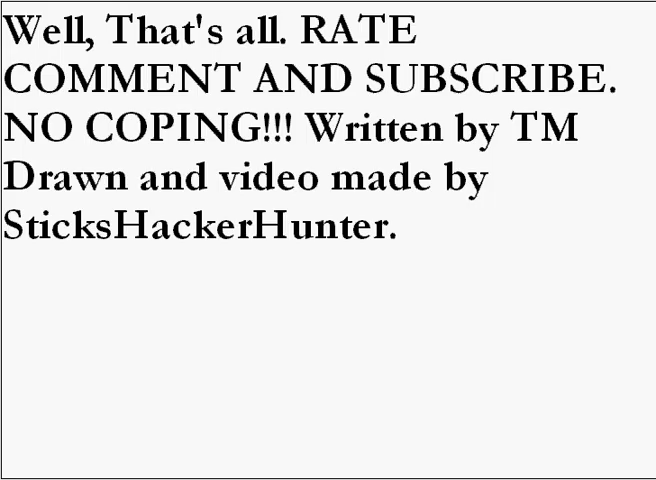 Well, That's all. RATE
COMMENT AND SUBSCRIBE.
NO COPING!!! Written by TM
Drawn and video made by
SticksHackerHunter.